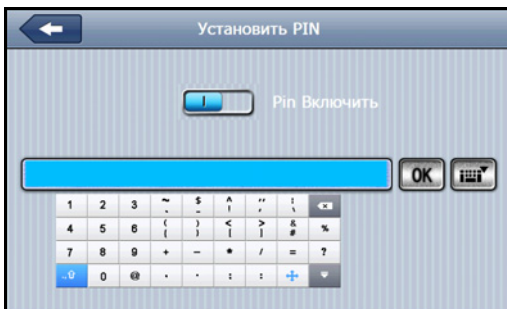 Установить PIN
Pin Включить
OK
1 2 3
4 5 6 %
7 8 9 + - * / = ?
0 @